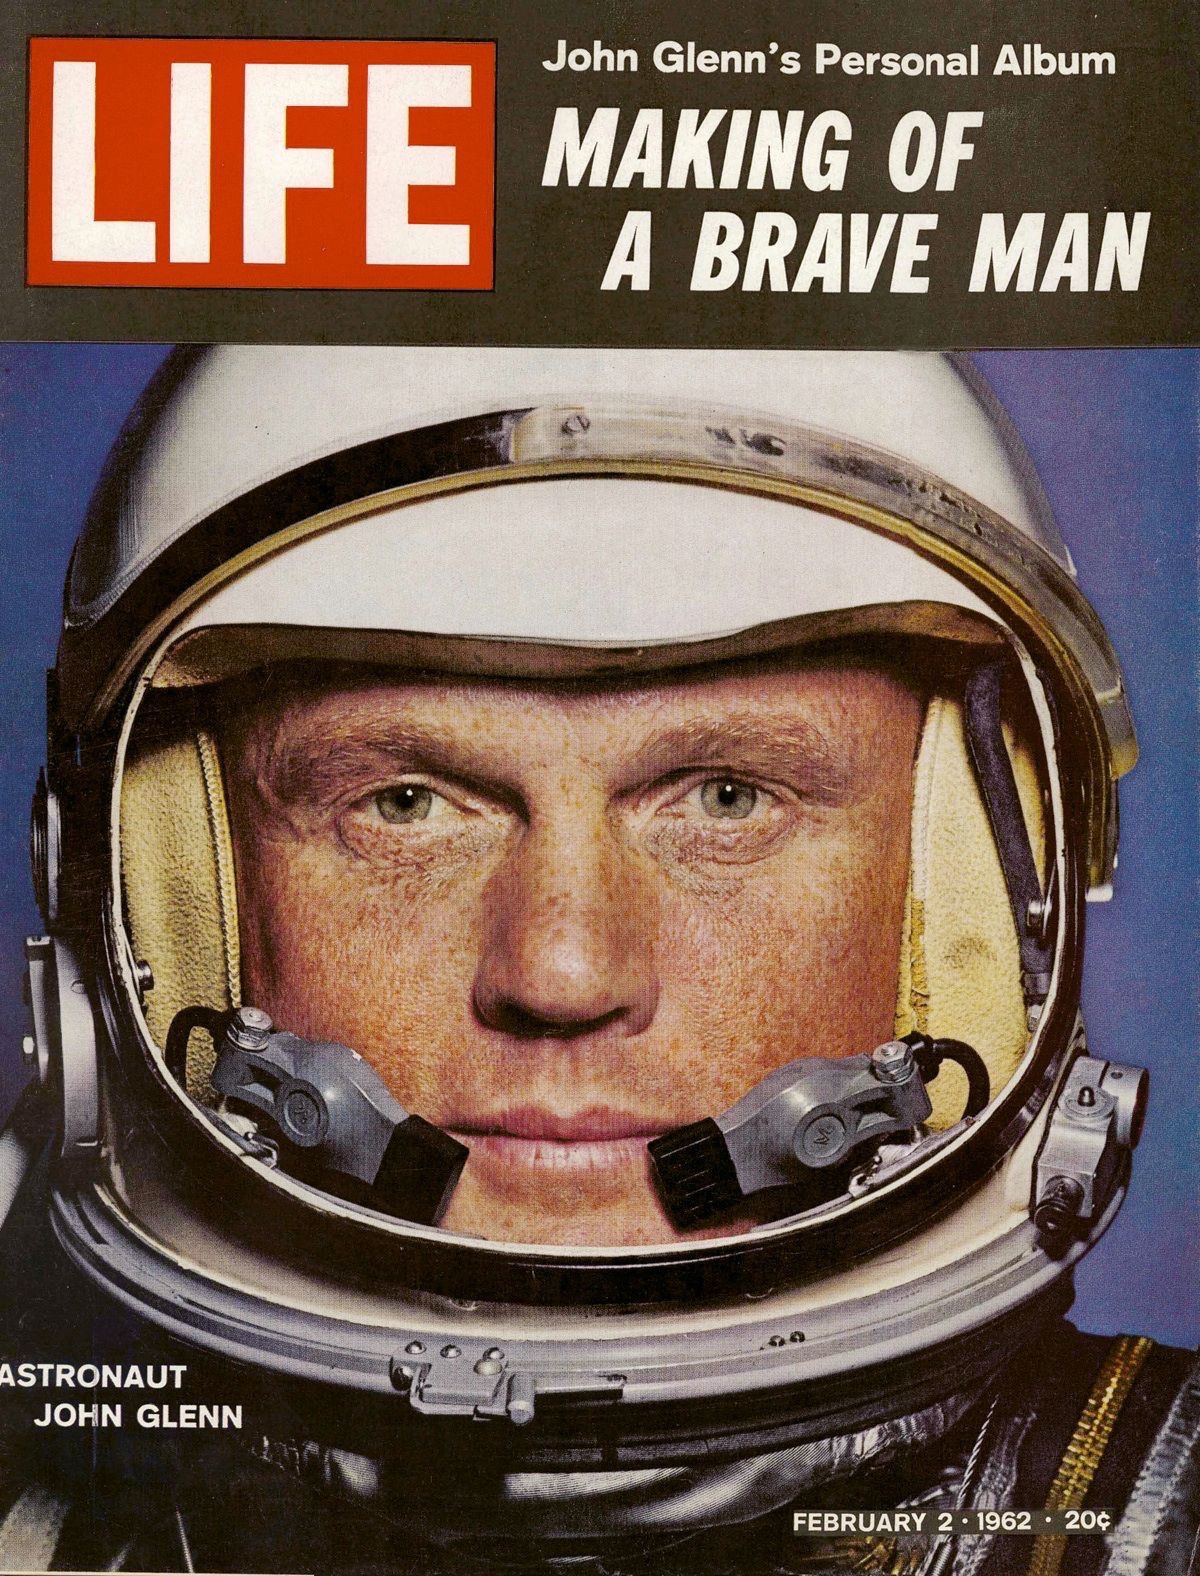 LIFE
John Glenn's Personal Album
MAKING OF
A BRAVE MAN
ASTRONAUT
JOHN GLENN
FEBRUARY 2 · 1962 · 20¢